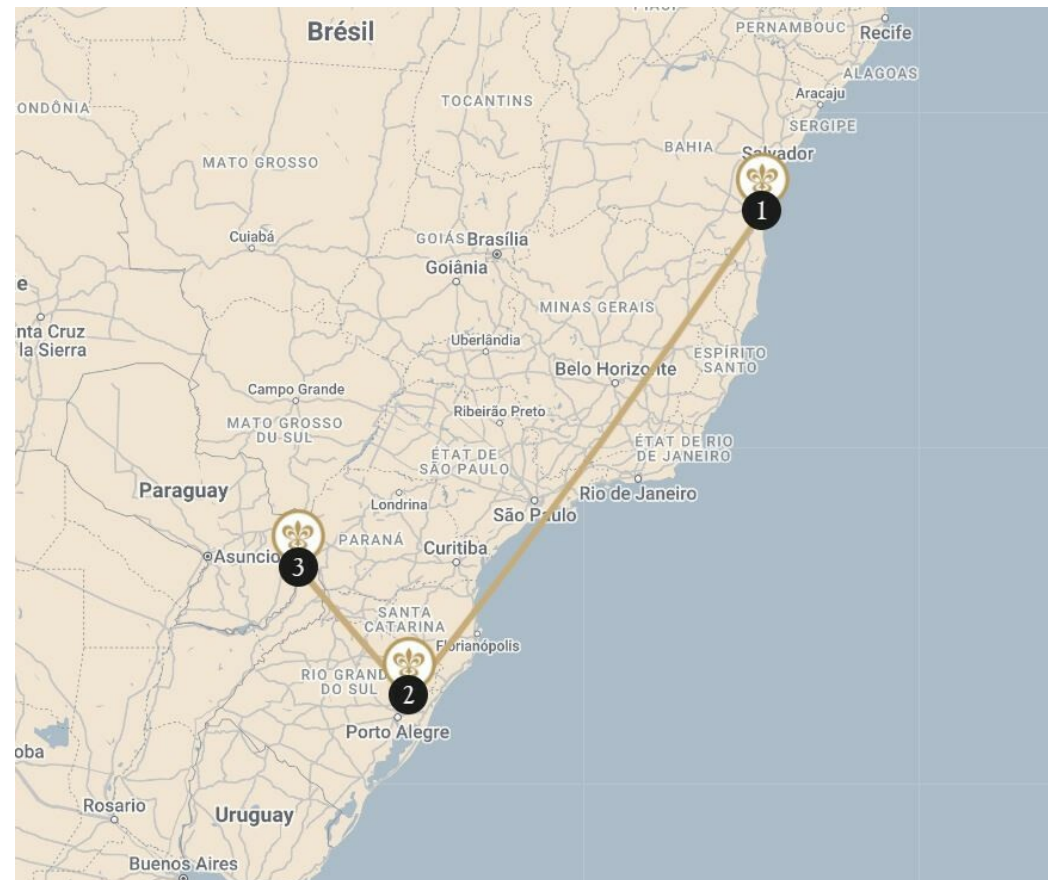 Brésil
PERNAMBOUC
Recife
ALAGOAS
ONDÔNIA
TOCANTINS
Aracaju
SERGIPE
BAHIA
Salvador
MATO GROSSO
1
Cuiabá
GOIÁS
Brasília
Goiânia
e
MINAS GERAIS
nta Cruz
la Sierra
Uberlândia
ESPÍRITO
SANTO
Belo Horizonte
Campo Grande
Ribeirão Preto
MATO GROSSO
DU SUL
ÉTAT DE RIO
DE JANEIRO
ÉTAT DE
SÃO PAULO
Paraguay
Rio de Janeiro
Londrina
São Paulo
PARANÁ
Curitiba
Asuncio
3
SANTA
CATARINA
Florianópolis
RIO GRAND
DO SUL
2
Porto Alegre
oba
Rosario
Uruguay
Buenos Aires